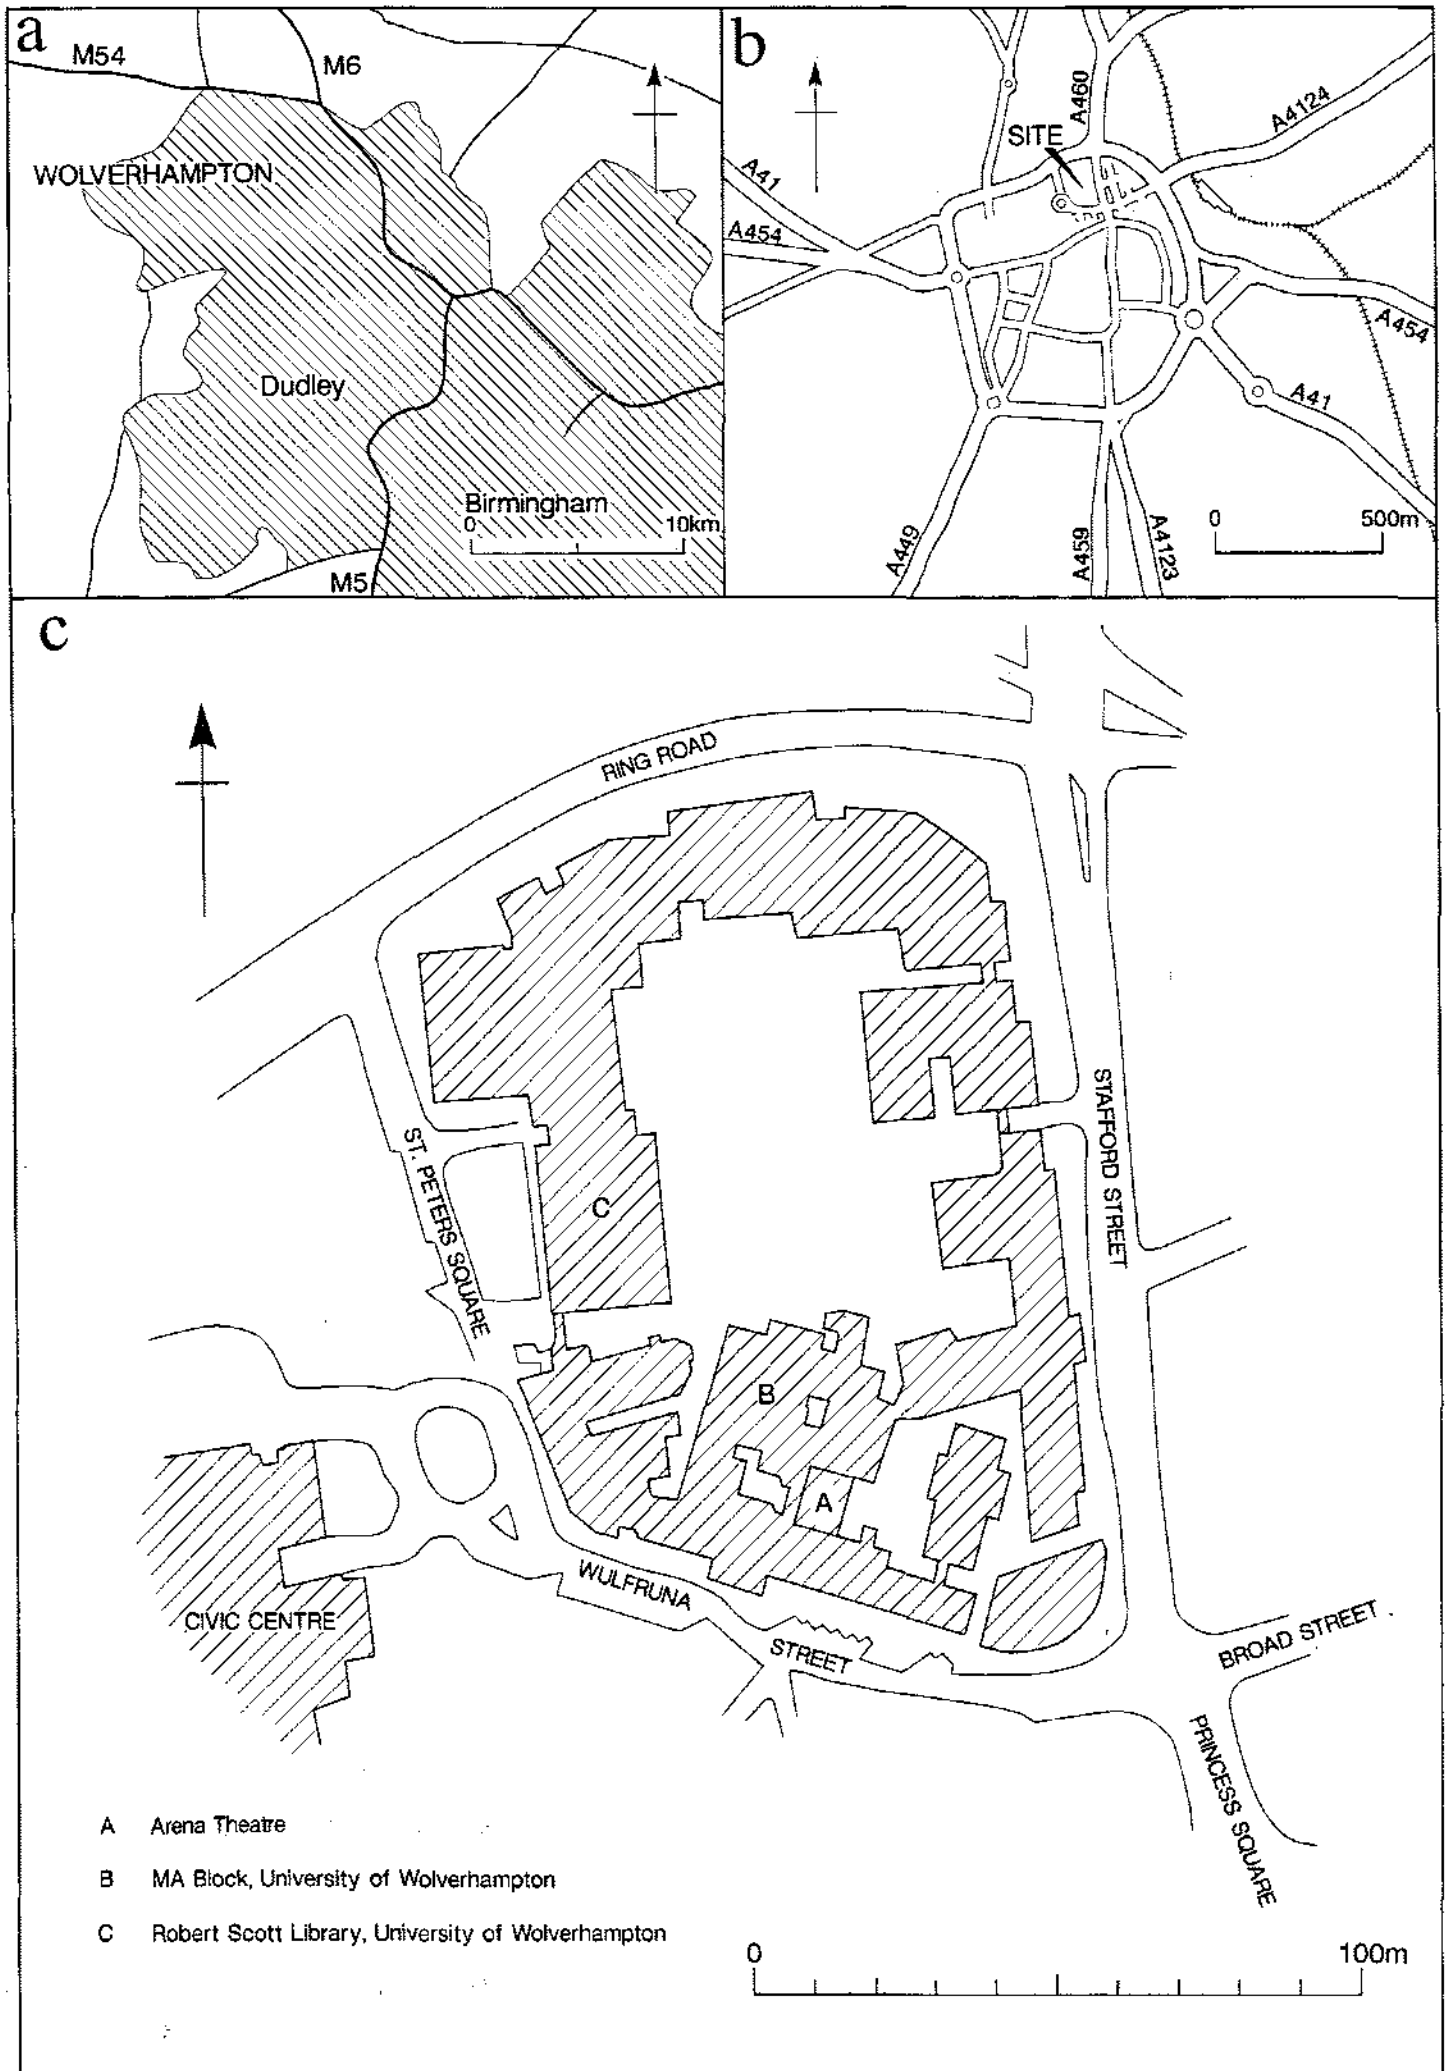 a
M54
M6
WOLVERHAMPTON
Dudley
Birmingham
0 10km
M5
b
A460
A4124
SITE
A41
A454
A454
A41
A449
A459
A4123
0 500m
c
RING ROAD
STAFFORD STREET
ST. PETERS SQUARE
C
B
A
WULFRUNA
STREET
CIVIC CENTRE
BROAD STREET
PRINCESS SQUARE
A Arena Theatre
B MA Block, University of Wolverhampton
C Robert Scott Library, University of Wolverhampton
0 100m